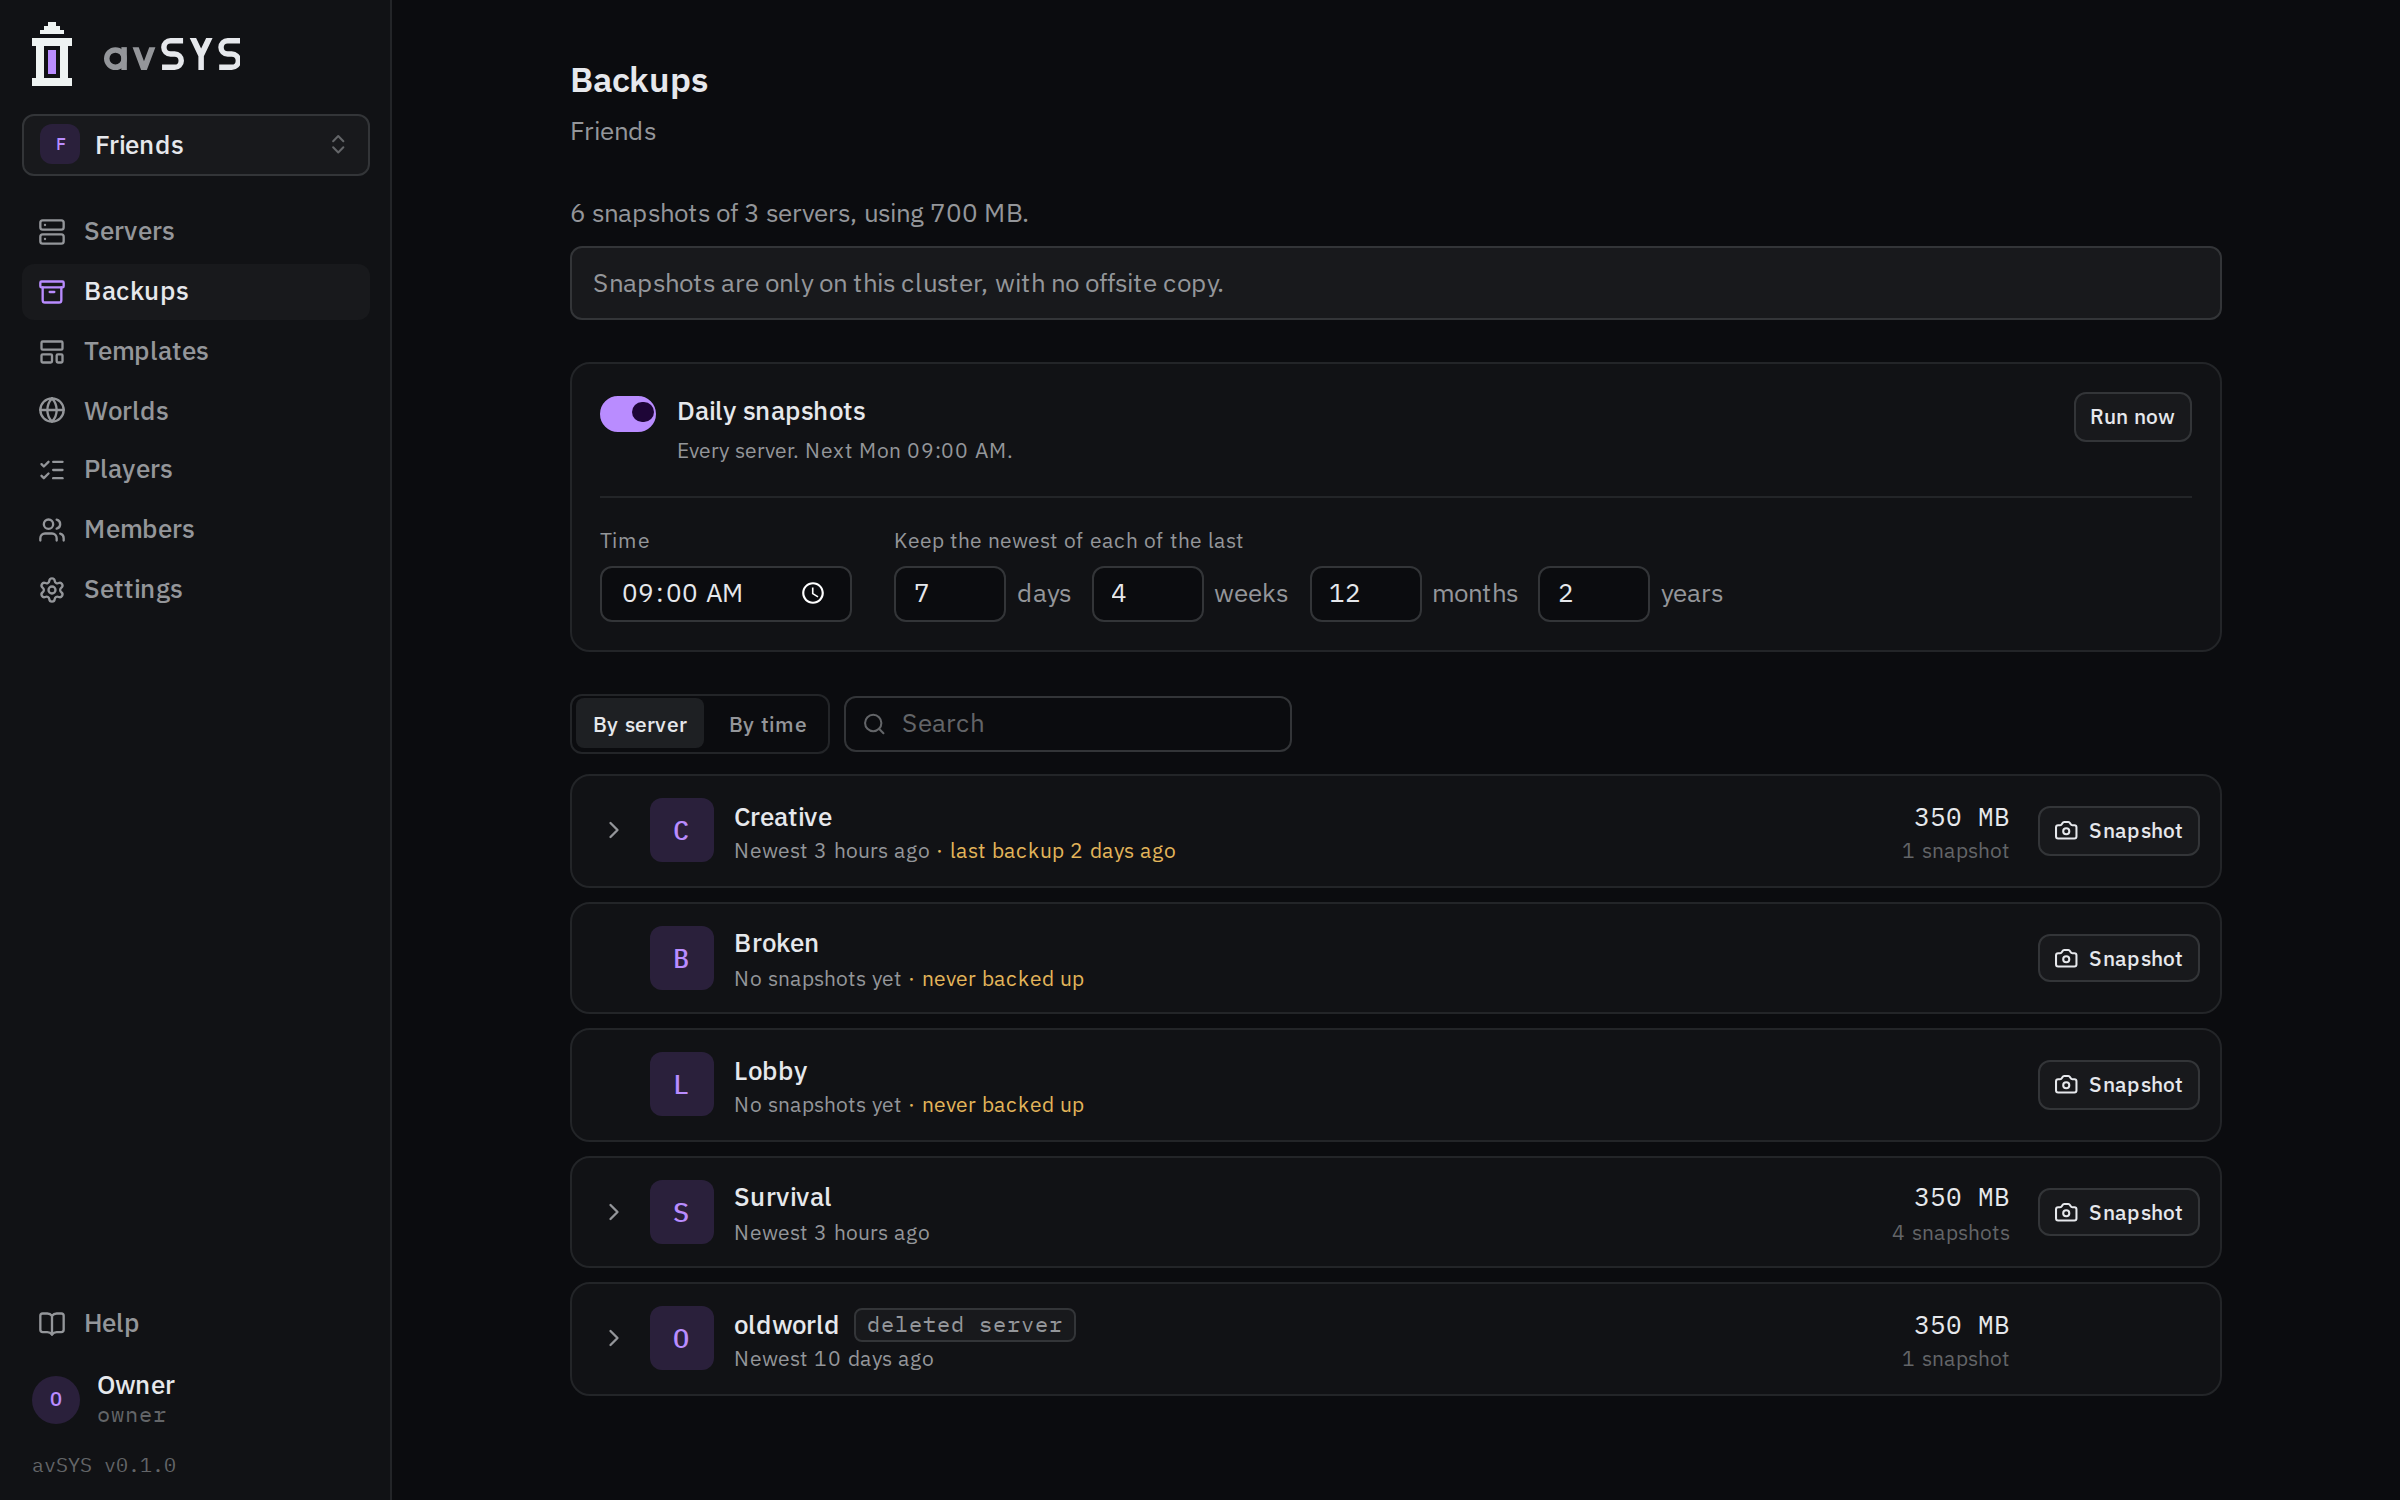 avSYS
F Friends
Servers
Backups
Templates
Worlds
Players
Members
Settings
Help
O Owner
owner
avSYS v0.1.0
Backups
Friends
6 snapshots of 3 servers, using 700 MB.
Snapshots are only on this cluster, with no offsite copy.
Daily snapshots
Run now
Every server. Next Mon 09:00 AM.
Time
Keep the newest of each of the last
09:00 AM
7 days 4 weeks 12 months 2 years
By server By time Search
C Creative
Newest 3 hours ago · last backup 2 days ago
350 MB
1 snapshot
Snapshot
B Broken
No snapshots yet · never backed up
Snapshot
L Lobby
No snapshots yet · never backed up
Snapshot
S Survival
Newest 3 hours ago
350 MB
4 snapshots
Snapshot
O oldworld deleted server
Newest 10 days ago
350 MB
1 snapshot